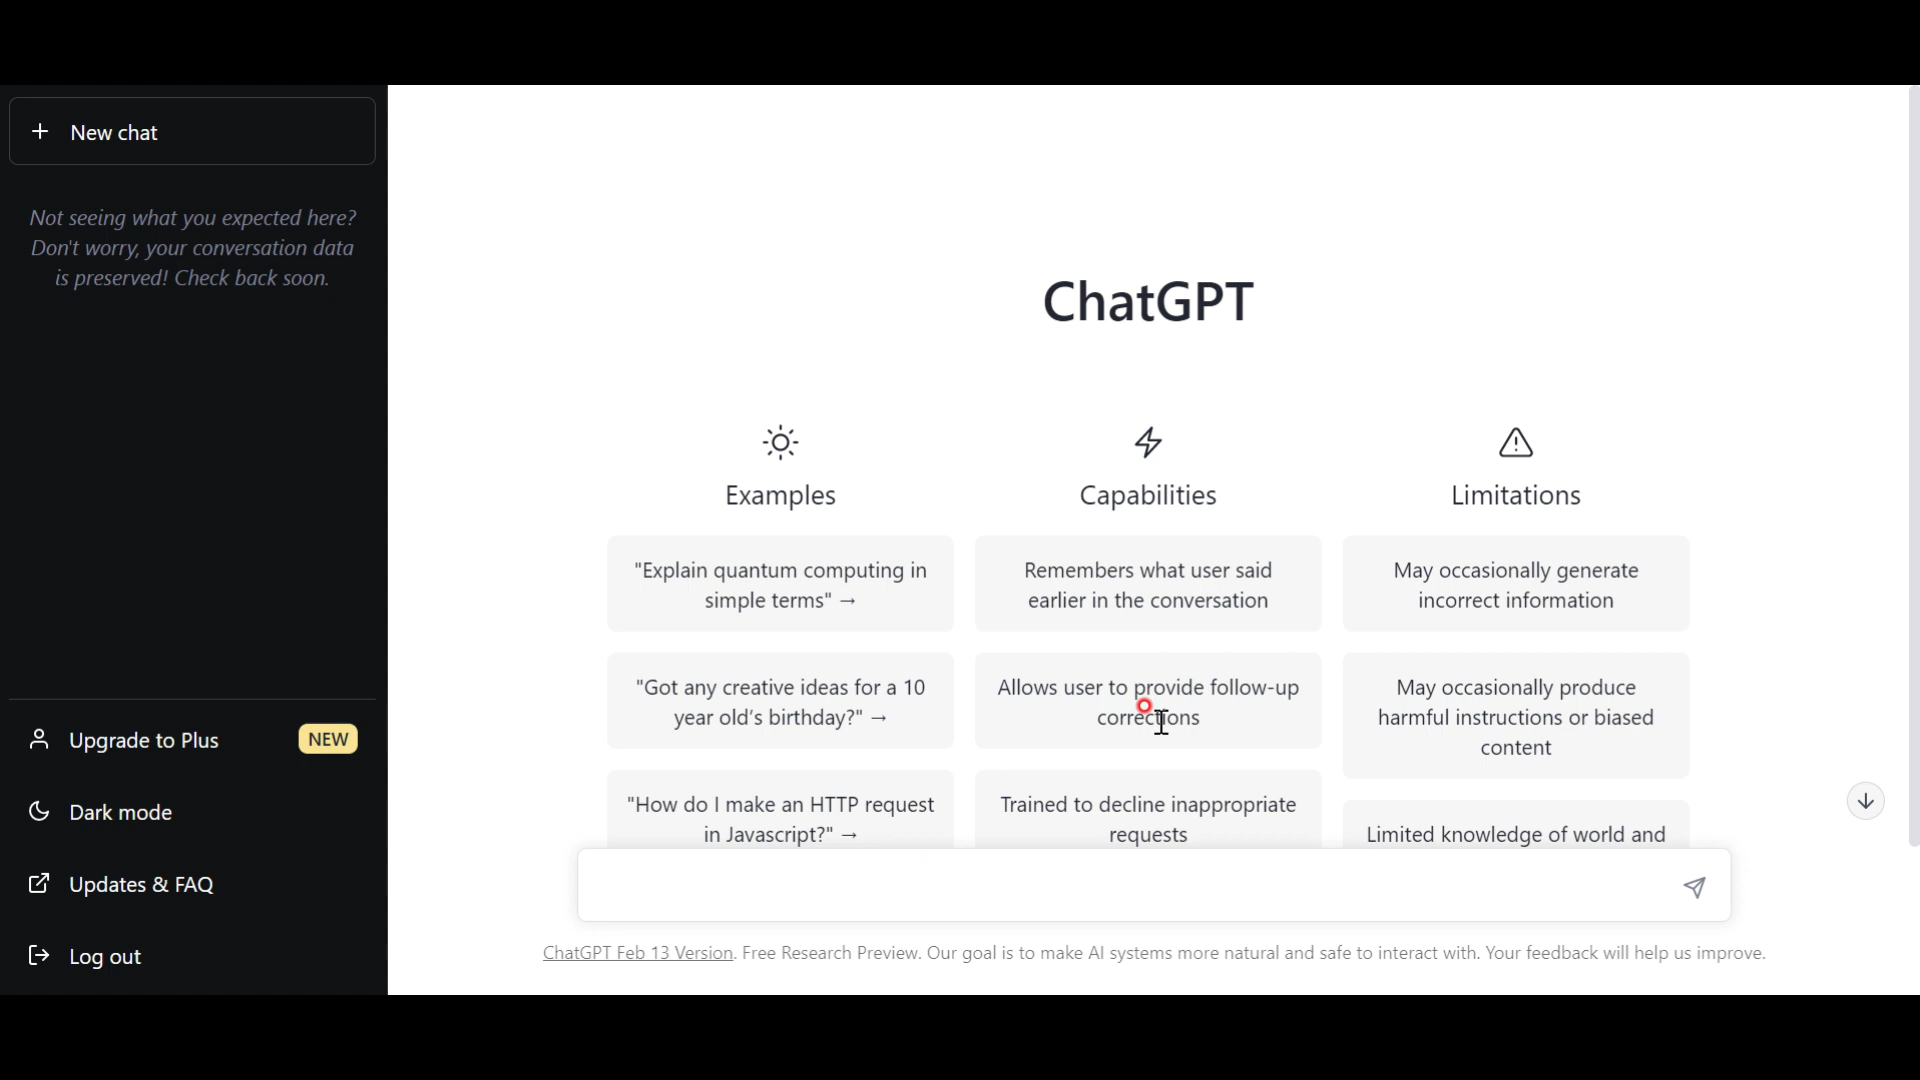 New chat
Not seeing what you expected here?
Don't worry, your conversation data
is preserved! Check back soon.
Upgrade to Plus NEW
Dark mode
Updates & FAQ
Log out
ChatGPT
Examples
"Explain quantum computing in
simple terms" →
"Got any creative ideas for a 10
year old's birthday?" →
"How do I make an HTTP request
in Javascript?" →
Capabilities
Remembers what user said
earlier in the conversation
Allows user to provide follow-up
corrections
Trained to decline inappropriate
requests
Limitations
May occasionally generate
incorrect information
May occasionally produce
harmful instructions or biased
content
Limited knowledge of world and
ChatGPT Feb 13 Version. Free Research Preview. Our goal is to make AI systems more natural and safe to interact with. Your feedback will help us improve.